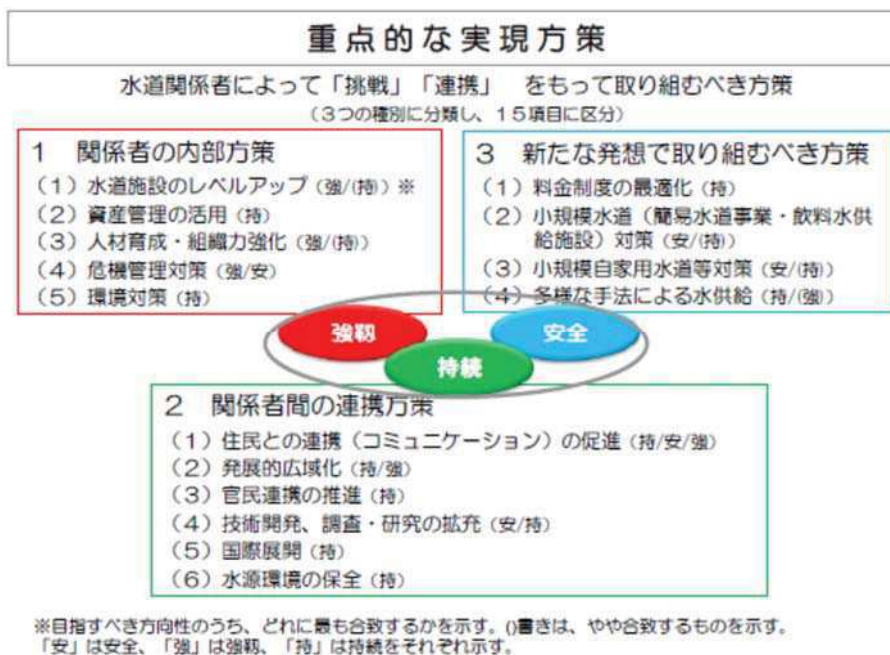 重点的な実現方策
水道関係者によって「挑戦」「連携」 をもって取り組むべき方策
（3つの種別に分類し、15項目に区分）
1 関係者の内部方策
（1）水道施設のレベルアップ（強/(持)）※
（2）資産管理の活用（持）
（3）人材育成・組織力強化（強/(持)）
（4）危機管理対策（強/安）
（5）環境対策（持）
3 新たな発想で取り組むべき方策
（1）料金制度の最適化（持）
（2）小規模水道（簡易水道事業・飲料水供
給施設）対策（安/(持)）
（3）小規模自家用水道等対策（安/(持)）
（4）多様な手法による水供給（持/(強)）
強靱
安全
持続
2 関係者間の連携方策
（1）住民との連携（コミュニケーション）の促進（持/安/強）
（2）発展的広域化（持/強）
（3）官民連携の推進（持）
（4）技術開発、調査・研究の拡充（安/持）
（5）国際展開（持）
（6）水源環境の保全（持）
※目指すべき方向性のうち、どれに最も合致するかを示す。()書きは、やや合致するものを示す。
「安」は安全、「強」は強靱、「持」は持続をそれぞれ示す。